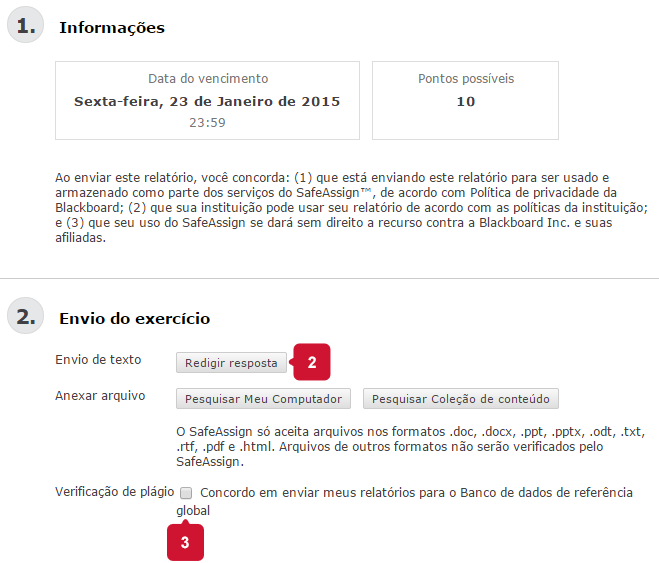 1. Informações
Data do vencimento
Sexta-feira, 23 de Janeiro de 2015
23:59
Pontos possíveis
10
Ao enviar este relatório, você concorda: (1) que está enviando este relatório para ser usado e
armazenado como parte dos serviços do SafeAssign™, de acordo com Política de privacidade da
Blackboard; (2) que sua instituição pode usar seu relatório de acordo com as políticas da instituição;
e (3) que seu uso do SafeAssign se dará sem direito a recurso contra a Blackboard Inc. e suas
afiliadas.
2. Envio do exercício
Envio de texto Redigir resposta 2
Anexar arquivo Pesquisar Meu Computador Pesquisar Coleção de conteúdo
O SafeAssign só aceita arquivos nos formatos .doc, .docx, .ppt, .pptx, .odt, .txt,
.rtf, .pdf e .html. Arquivos de outros formatos não serão verificados pelo
SafeAssign.
Verificação de plágio Concordo em enviar meus relatórios para o Banco de dados de referência
global
3